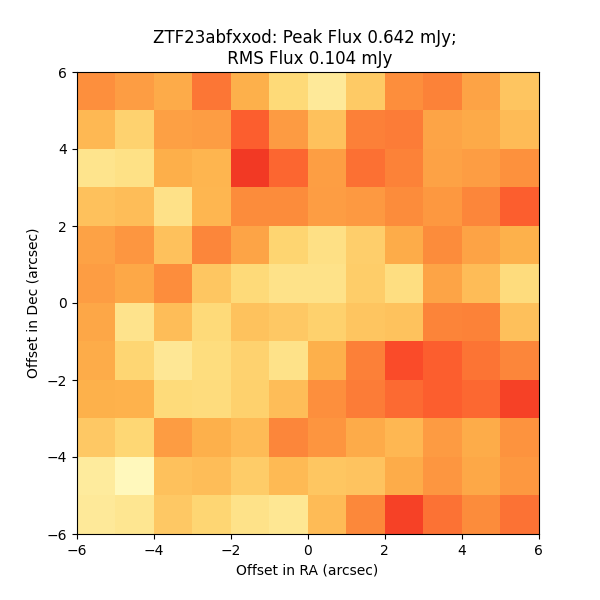 ZTF23abfxxod: Peak Flux 0.642 mJy;
RMS Flux 0.104 mJy
6
4
2
0
−2
−4
−6
Offset in Dec (arcsec)
−6 −4 −2 0 2 4 6
Offset in RA (arcsec)